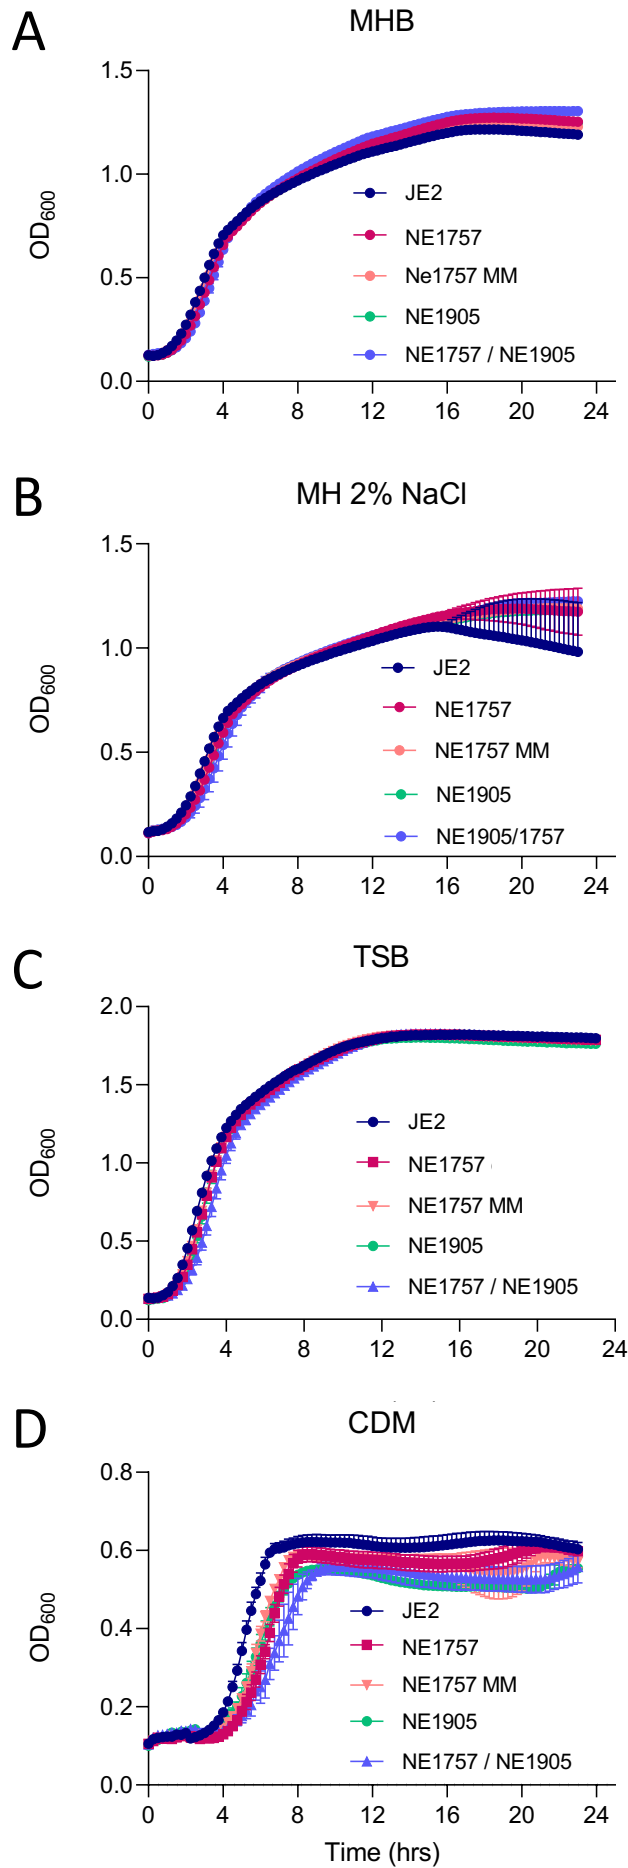 A
MHB
1.5
1.0
0.5
0.0
OD600
JE2
NE1757
Ne1757 MM
NE1905
NE1757 / NE1905
0 4 8 12 16 20 24
B
MH 2% NaCl
1.5
1.0
0.5
0.0
OD600
JE2
NE1757
NE1757 MM
NE1905
NE1905/1757
0 4 8 12 16 20 24
C
TSB
2.0
1.5
1.0
0.5
0.0
OD600
JE2
NE1757
NE1757 MM
NE1905
NE1757 / NE1905
0 4 8 12 16 20 24
D
CDM
0.8
0.6
0.4
0.2
0.0
OD600
JE2
NE1757
NE1757 MM
NE1905
NE1757 / NE1905
0 4 8 12 16 20 24
Time (hrs)